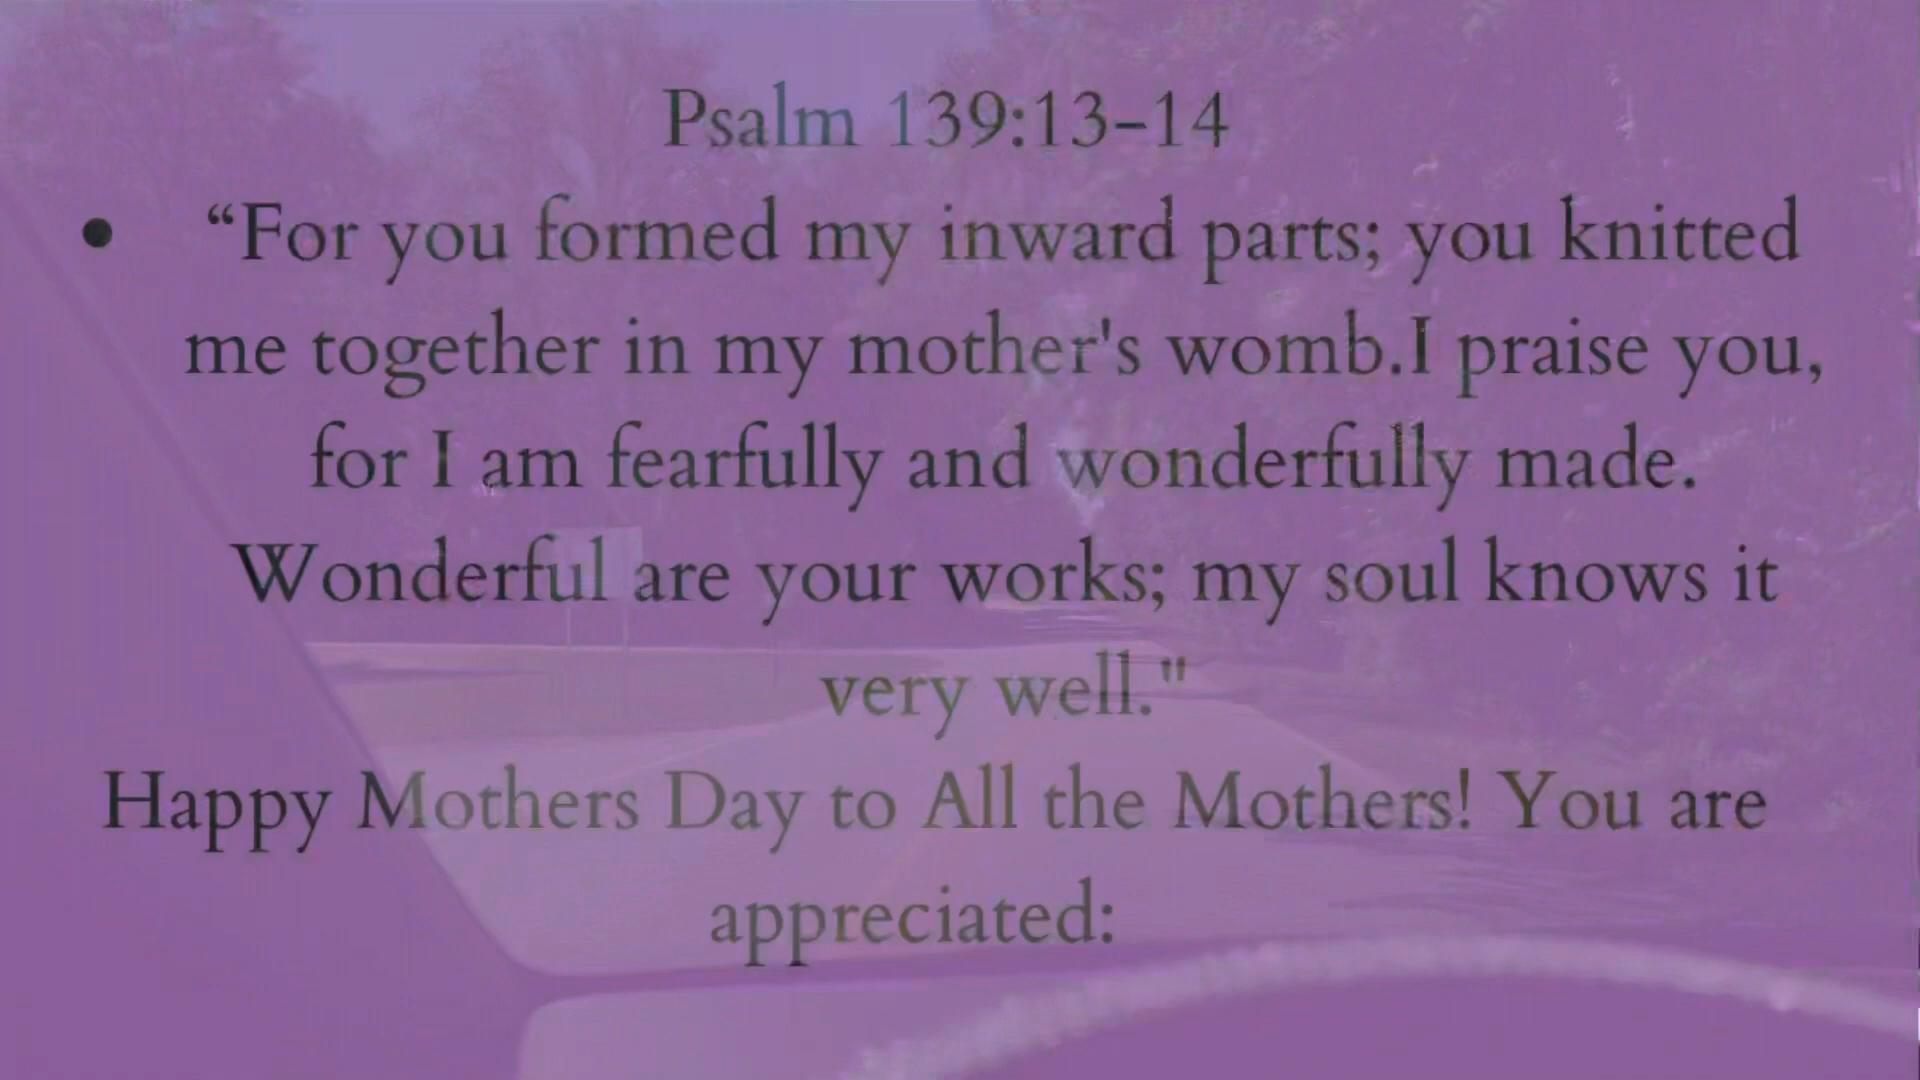 Psalm 139:13–14
• “For you formed my inward parts; you knitted
me together in my mother's womb.I praise you,
for I am fearfully and wonderfully made.
Wonderful are your works; my soul knows it
very well."
Happy Mothers Day to All the Mothers! You are
appreciated: